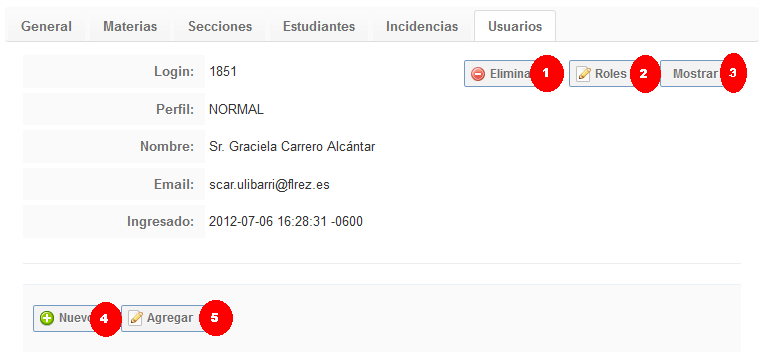 General Materias Secciones Estudiantes Incidencias Usuarios
Login: 1851 Elimina 1 Roles 2 Mostrar 3
Perfil: NORMAL
Nombre: Sr. Graciela Carrero Alcántar
Email: scar.ulibarri@flrez.es
Ingresado: 2012-07-06 16:28:31 -0600
Nuevo 4 Agregar 5